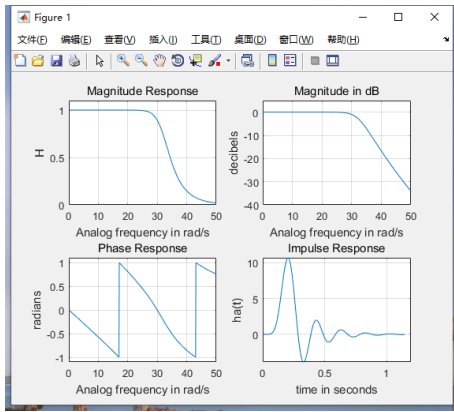 Figure 1
文件(F) 编辑(E) 查看(V) 插入(I) 工具(T) 桌面(D) 窗口(W) 帮助(H)
Magnitude Response
1
0.5
0
H
0 10 20 30 40 50
Analog frequency in rad/s
Magnitude in dB
0
-10
-20
-30
-40
decibels
0 10 20 30 40 50
Analog frequency in rad/s
Phase Response
1
0.5
0
-0.5
-1
radians
0 10 20 30 40 50
Analog frequency in rad/s
Impulse Response
10
5
0
ha(t)
0 0.5 1
time in seconds